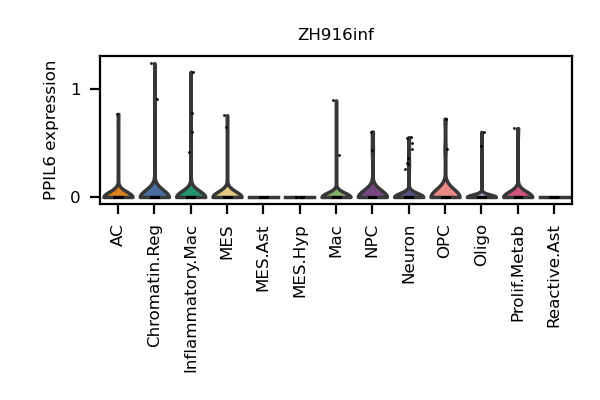 ZH916inf
PPIL6 expression
1
0
AC
Chromatin.Reg
Inflammatory.Mac
MES
MES.Ast
MES.Hyp
Mac
NPC
Neuron
OPC
Oligo
Prolif.Metab
Reactive.Ast